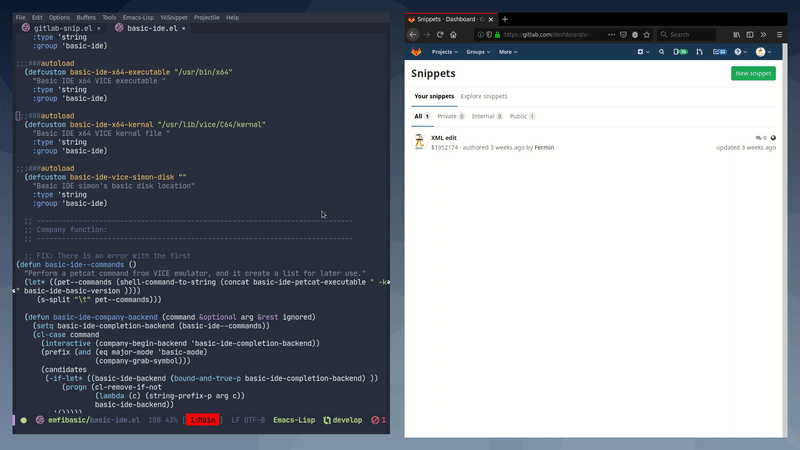 File Edit Options Buffers Tools Emacs-Lisp YASnippet Projectile Help
gitlab-snip.el × basic-ide.el ×
:type 'string
:group 'basic-ide)
;;;###autoload
(defcustom basic-ide-x64-executable "/usr/bin/x64"
"Basic IDE x64 VICE executable "
:type 'string
:group 'basic-ide)
;;;###autoload
(defcustom basic-ide-x64-kernal "/usr/lib/vice/C64/kernal"
"Basic IDE x64 VICE kernal file "
:type 'string
:group 'basic-ide)
;;;###autoload
(defcustom basic-ide-vice-simon-disk ""
"Basic IDE simon's basic disk location"
:type 'string
:group 'basic-ide)
;; ---------------------------------------------------------------------------
;; Company function:
;; ---------------------------------------------------------------------------
;; FIX: There is an error with the first
(defun basic-ide--commands ()
"Perform a petcat command from VICE emulator, and it create a list for later use."
(let* ((pet--commands (shell-command-to-string (concat basic-ide-petcat-executable " -k
" basic-ide-basic-version ))))
(s-split "\t" pet--commands)))
(defun basic-ide-company-backend (command &optional arg &rest ignored)
(setq basic-ide-completion-backend (basic-ide--commands))
(cl-case command
(interactive (company-begin-backend 'basic-ide-completion-backend))
(prefix (and (eq major-mode 'basic-mode)
(company-grab-symbol)))
(candidates
(-if-let* ((basic-ide-backend (bound-and-true-p basic-ide-completion-backend) ))
(progn (cl-remove-if-not
(lambda (c) (string-prefix-p arg c))
basic-ide-backend))
'()))))
emfibasic/basic-ide.el 188 43% [ 1:Main ] LF UTF-8 Emacs-Lisp develop 1
Snippets · Dashboard · G × +
https://gitlab.com/dashboard/sni
Search
Projects Groups More
36 32
Snippets
New snippet
Your snippets Explore snippets
All 1 Private 0 Internal 0 Public 1
XML edit
0
$1952174 · authored 3 weeks ago by Fermin
updated 3 weeks ago